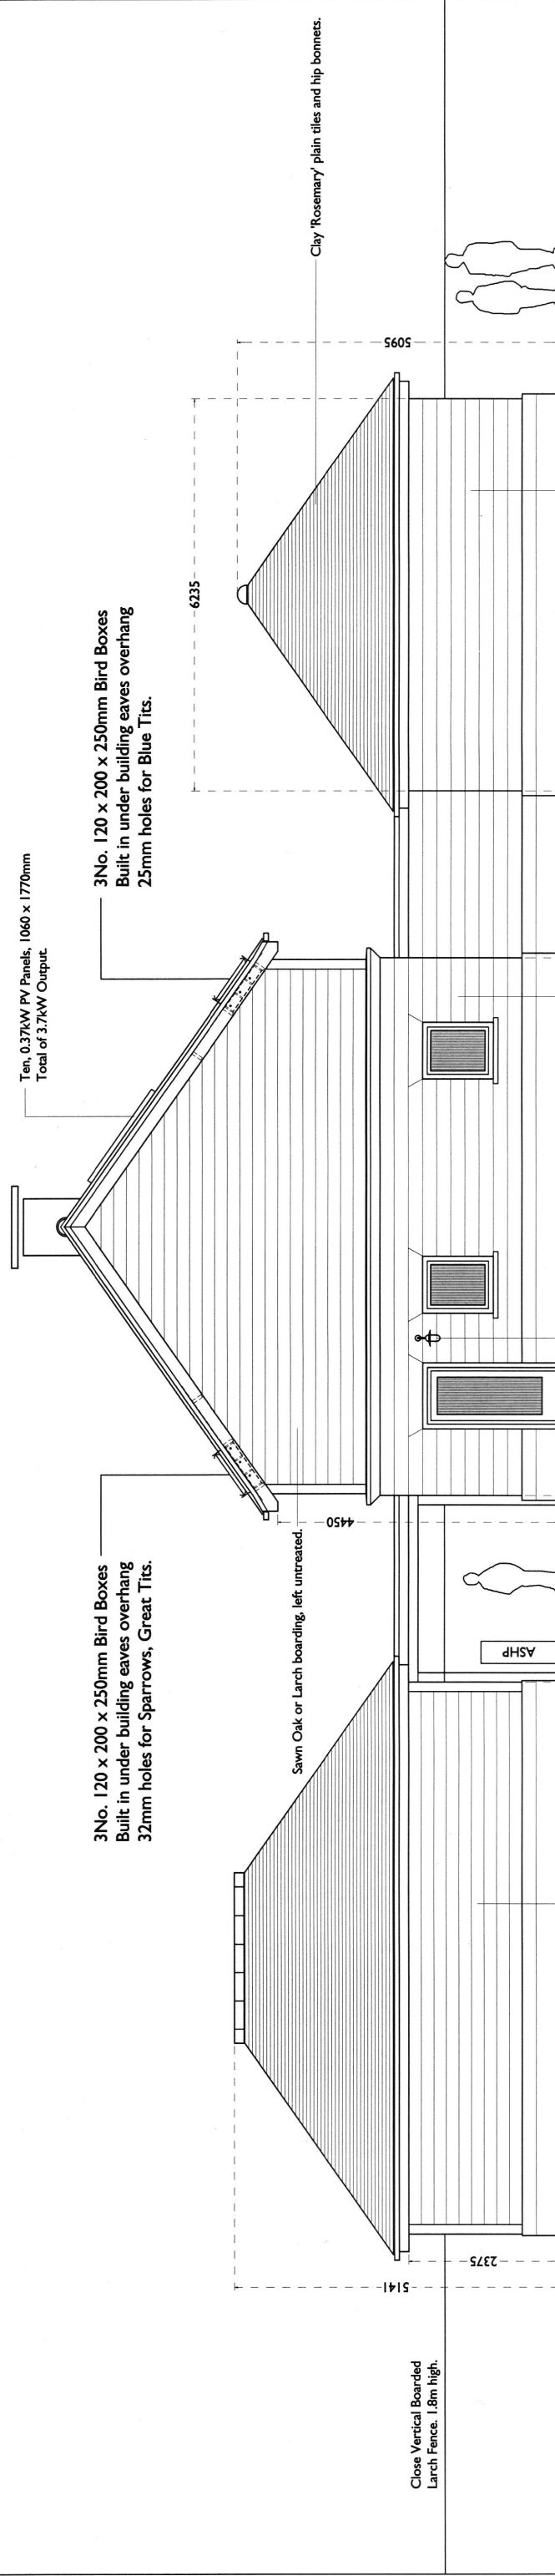 Close Vertical Boarded
Larch Fence. 1.8m high.
5141
2375
3No. 120 x 200 x 250mm Bird Boxes
Built in under building eaves overhang
32mm holes for Sparrows, Great Tits.
Sawn Oak or Larch boarding, left untreated.
ASHP
4450
Ten, 0.37kW PV Panels, 1060 x 1770mm
Total of 3.7kW Output.
3No. 120 x 200 x 250mm Bird Boxes
Built in under building eaves overhang
25mm holes for Blue Tits.
6235
5095
Clay 'Rosemary' plain tiles and hip bonnets.